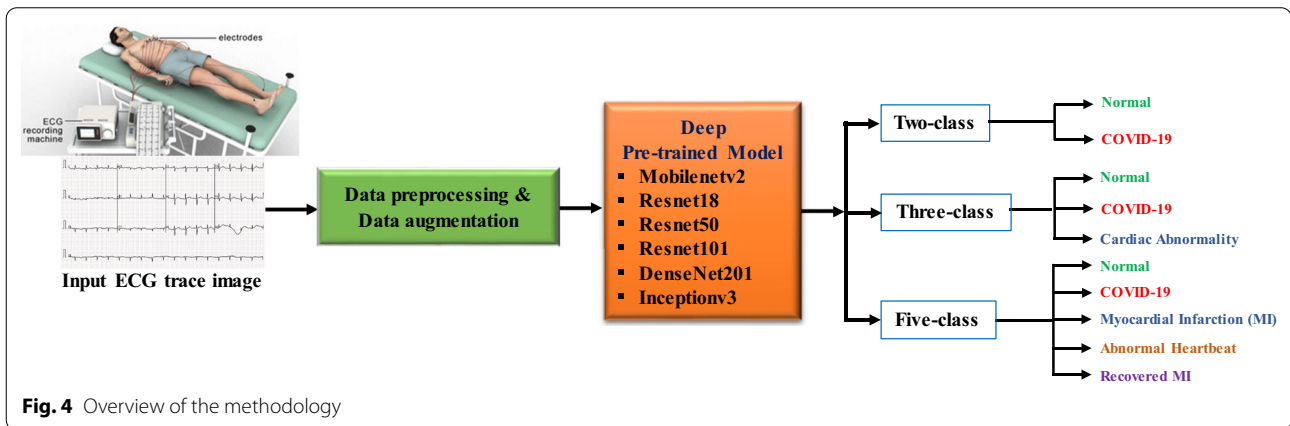 electrodes
ECG
recording
machine
Input ECG trace image
Data preprocessing &
Data augmentation
Deep
Pre-trained Model
▪ Mobilenetv2
▪ Resnet18
▪ Resnet50
▪ Resnet101
▪ DenseNet201
▪ Inceptionv3
Two-class
Normal
COVID-19
Three-class
Normal
COVID-19
Cardiac Abnormality
Five-class
Normal
COVID-19
Myocardial Infarction (MI)
Abnormal Heartbeat
Recovered MI
Fig. 4 Overview of the methodology